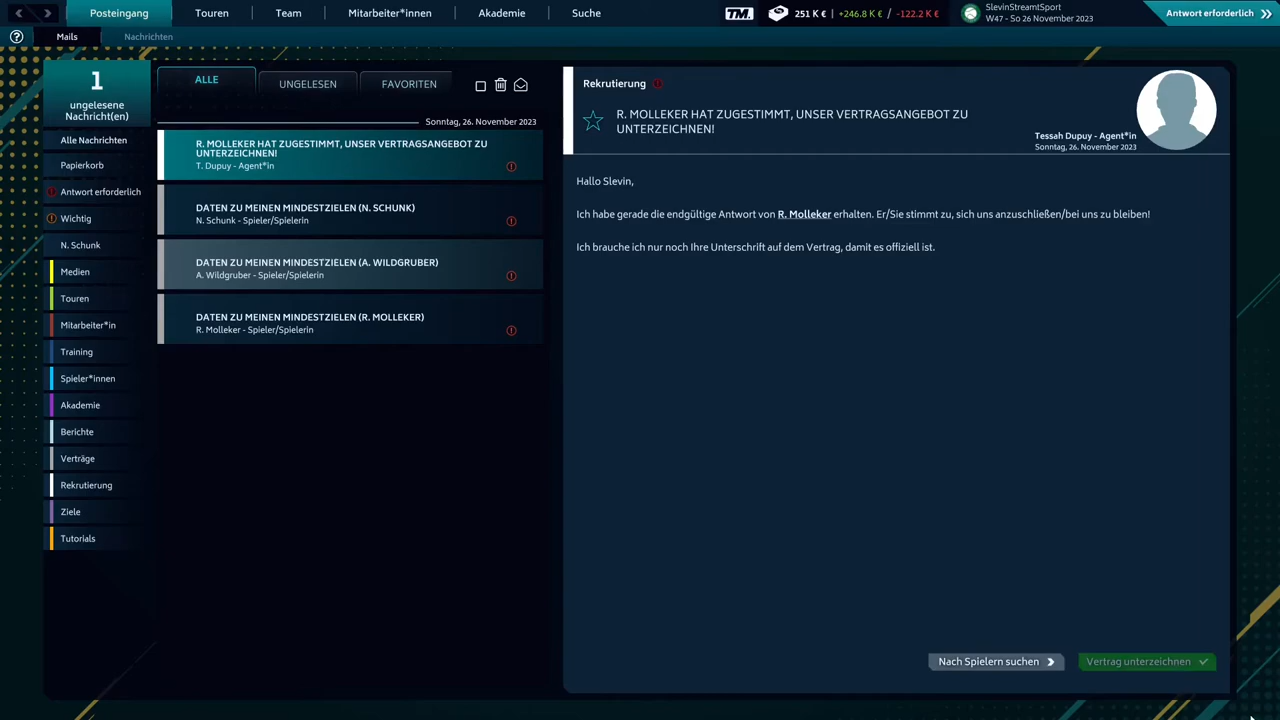 Posteingang
Touren
Team
Mitarbeiter*innen
Akademie
Suche
TM.
251 K € | +246.8 K € / -122.2 K €
SlevinStreamtSport
W47 - So 26 November 2023
Antwort erforderlich
Mails
Nachrichten
1
ungelesene
Nachricht(en)
Alle Nachrichten
Papierkorb
Antwort erforderlich
Wichtig
N. Schunk
Medien
Touren
Mitarbeiter*in
Training
Spieler*innen
Akademie
Berichte
Verträge
Rekrutierung
Ziele
Tutorials
ALLE
UNGELESEN
FAVORITEN
Sonntag, 26. November 2023
R. MOLLEKER HAT ZUGESTIMMT, UNSER VERTRAGSANGEBOT ZU
UNTERZEICHNEN!
T. Dupuy - Agent*in
DATEN ZU MEINEN MINDESTZIELEN (N. SCHUNK)
N. Schunk - Spieler/Spielerin
DATEN ZU MEINEN MINDESTZIELEN (A. WILDGRUBER)
A. Wildgruber - Spieler/Spielerin
DATEN ZU MEINEN MINDESTZIELEN (R. MOLLEKER)
R. Molleker - Spieler/Spielerin
Rekrutierung
R. MOLLEKER HAT ZUGESTIMMT, UNSER VERTRAGSANGEBOT ZU
UNTERZEICHNEN!
Tessah Dupuy - Agent*in
Sonntag, 26. November 2023
Hallo Slevin,
Ich habe gerade die endgültige Antwort von R. Molleker erhalten. Er/Sie stimmt zu, sich uns anzuschließen/bei uns zu bleiben!
Ich brauche ich nur noch Ihre Unterschrift auf dem Vertrag, damit es offiziell ist.
Nach Spielern suchen
Vertrag unterzeichnen